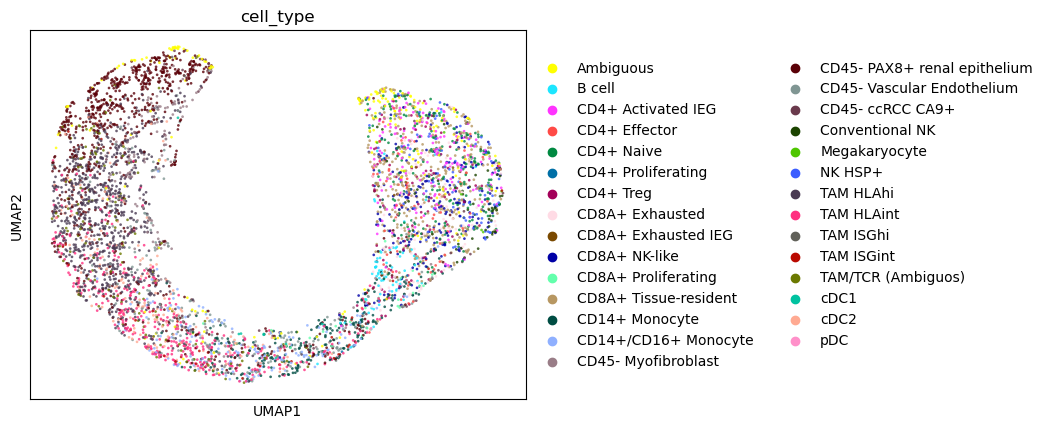 cell_type
UMAP2
UMAP1
Ambiguous
B cell
CD4+ Activated IEG
CD4+ Effector
CD4+ Naive
CD4+ Proliferating
CD4+ Treg
CD8A+ Exhausted
CD8A+ Exhausted IEG
CD8A+ NK-like
CD8A+ Proliferating
CD8A+ Tissue-resident
CD14+ Monocyte
CD14+/CD16+ Monocyte
CD45- Myofibroblast
CD45- PAX8+ renal epithelium
CD45- Vascular Endothelium
CD45- ccRCC CA9+
Conventional NK
Megakaryocyte
NK HSP+
TAM HLAhi
TAM HLAint
TAM ISGhi
TAM ISGint
TAM/TCR (Ambiguos)
cDC1
cDC2
pDC